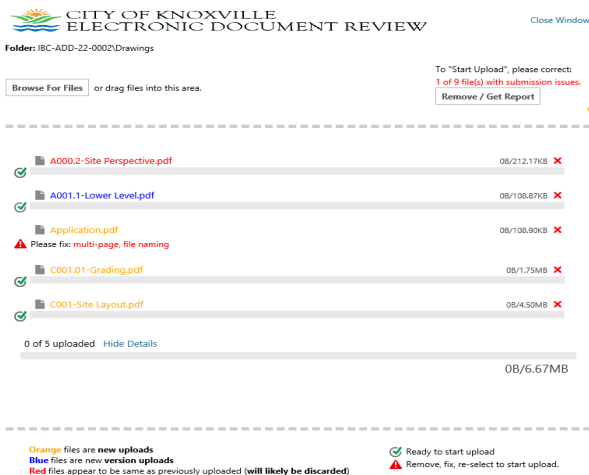 CITY OF KNOXVILLE
ELECTRONIC DOCUMENT REVIEW
Close Window
Folder: IBC-ADD-22-0002\Drawings
To "Start Upload", please correct:
1 of 9 file(s) with submission issues.
Browse For Files or drag files into this area.
Remove / Get Report
A000.2-Site Perspective.pdf 0B/212.17KB
A001.1-Lower Level.pdf 0B/108.87KB
Application.pdf 0B/108.90KB
Please fix: multi-page, file naming
C001.01-Grading.pdf 0B/1.75MB
C001-Site Layout.pdf 0B/4.50MB
0 of 5 uploaded Hide Details
0B/6.67MB
Orange files are new uploads
Blue files are new version uploads
Red files appear to be same as previously uploaded (will likely be discarded)
Ready to start upload
Remove, fix, re-select to start upload.